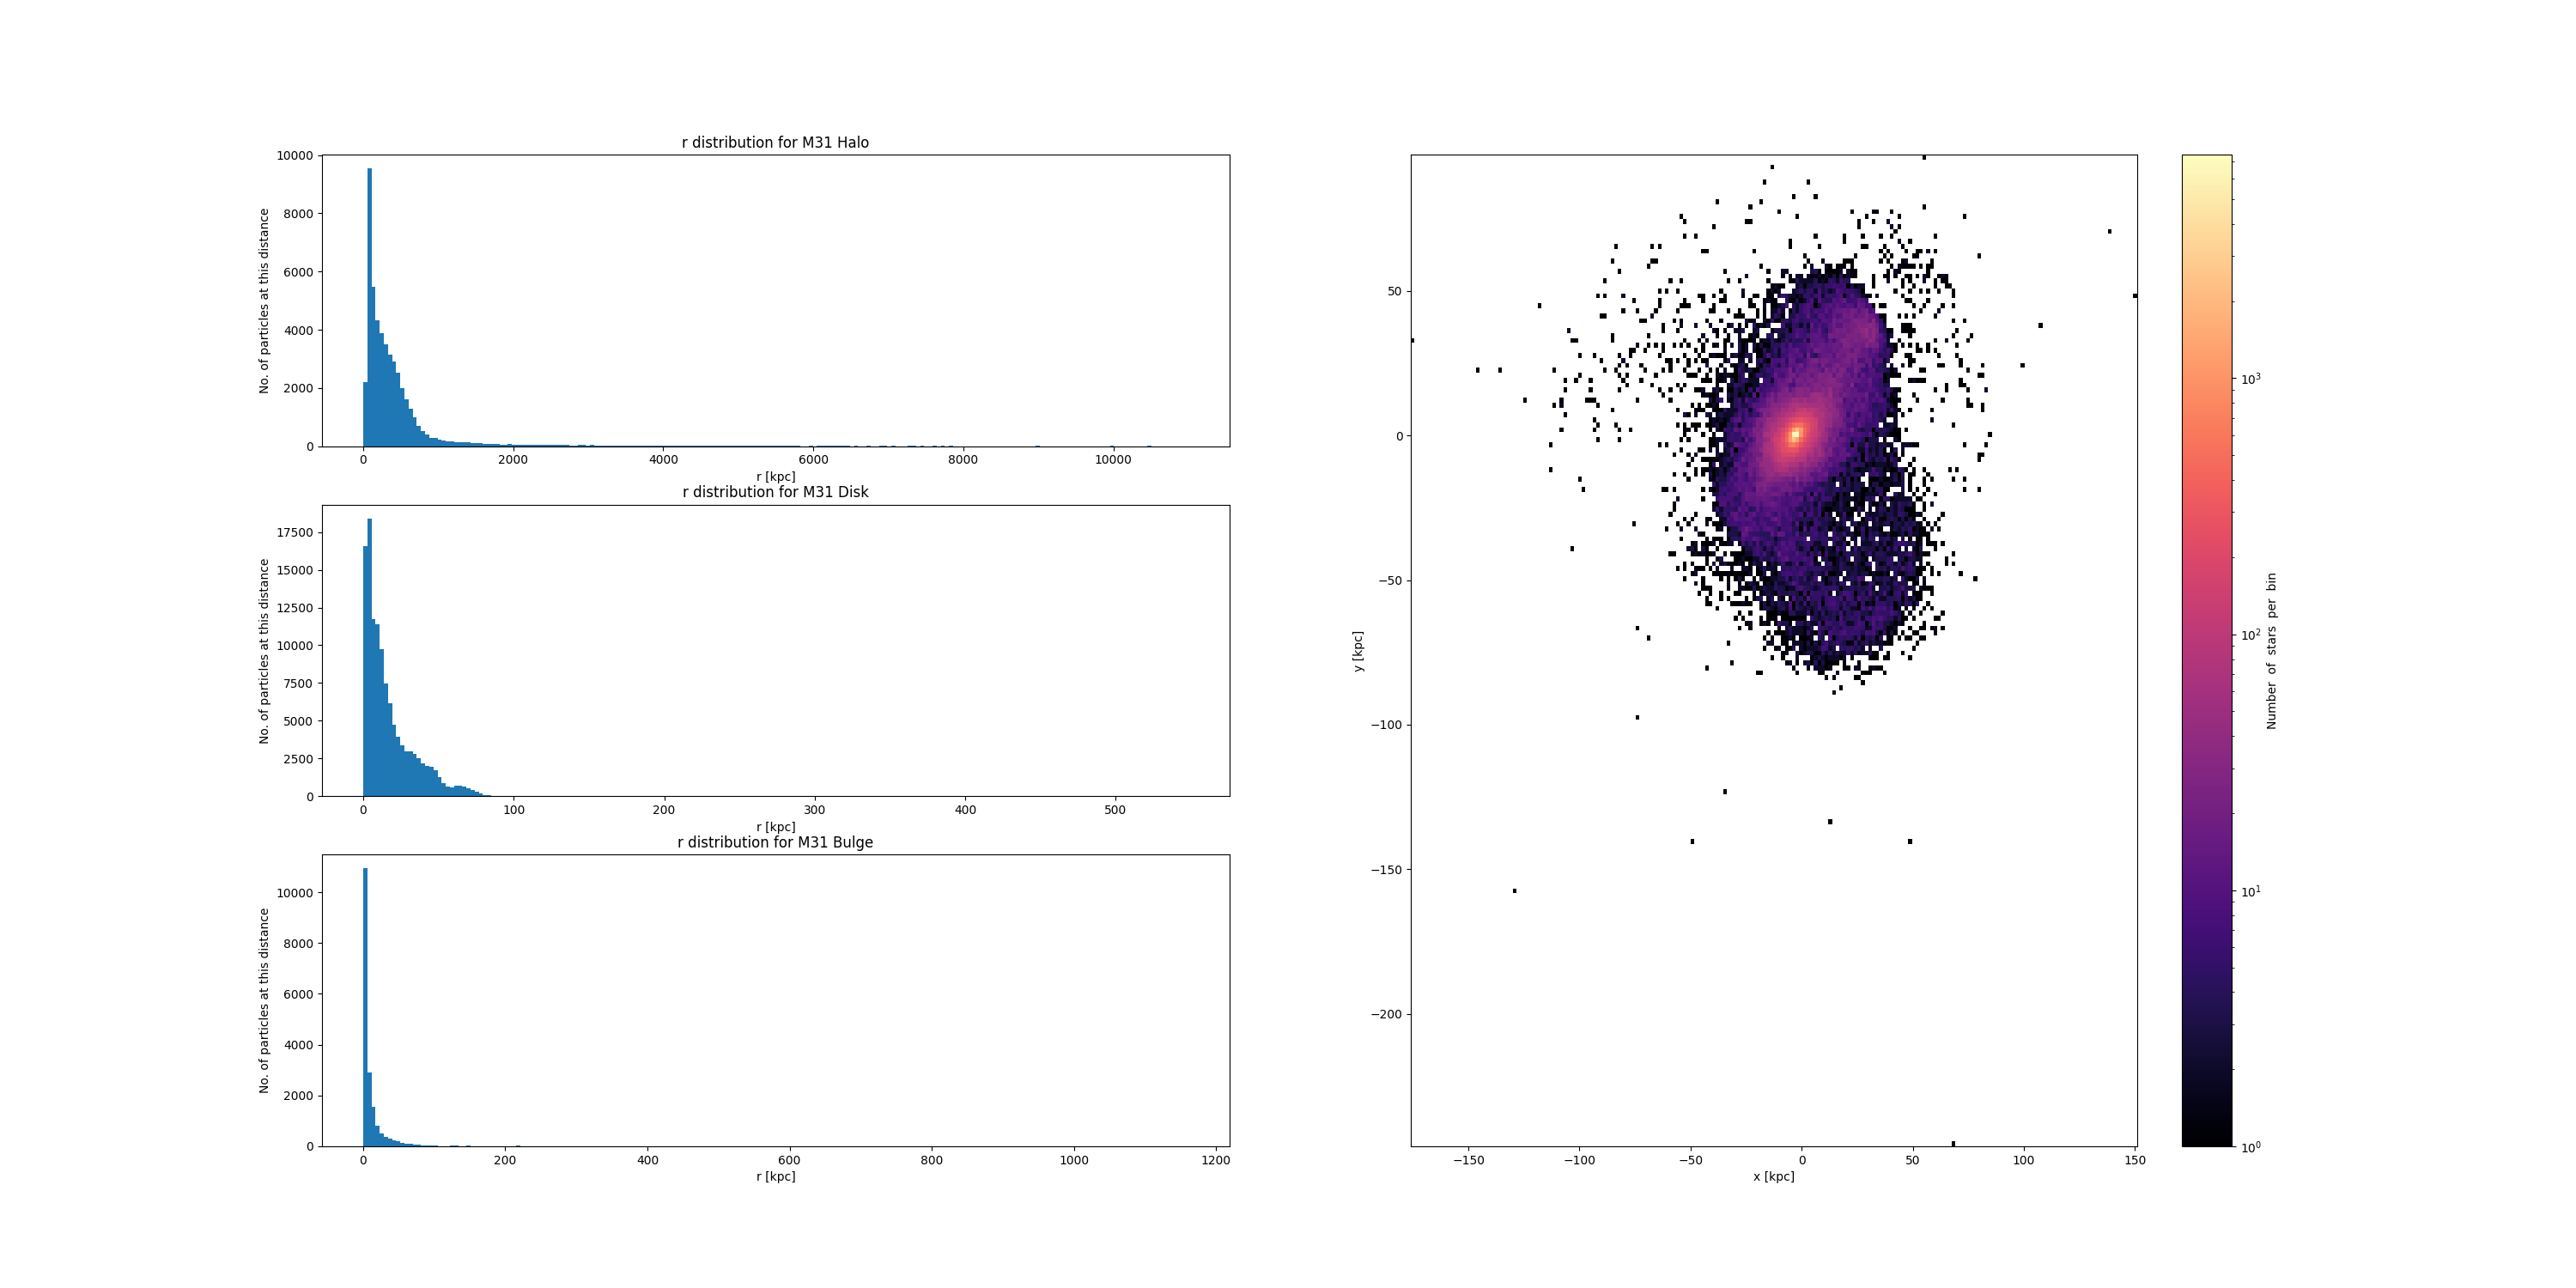 r distribution for M31 Halo
10000
8000
6000
4000
2000
0
No. of particles at this distance
0 2000 4000 6000 8000 10000
r [kpc]
r distribution for M31 Disk
17500
15000
12500
10000
7500
5000
2500
0
No. of particles at this distance
0 100 200 300 400 500
r [kpc]
r distribution for M31 Bulge
10000
8000
6000
4000
2000
0
No. of particles at this distance
0 200 400 600 800 1000 1200
r [kpc]
50
0
−50
−100
−150
−200
y [kpc]
−150 −100 −50 0 50 100 150
x [kpc]
10³
10²
10¹
10⁰
Number of stars per bin